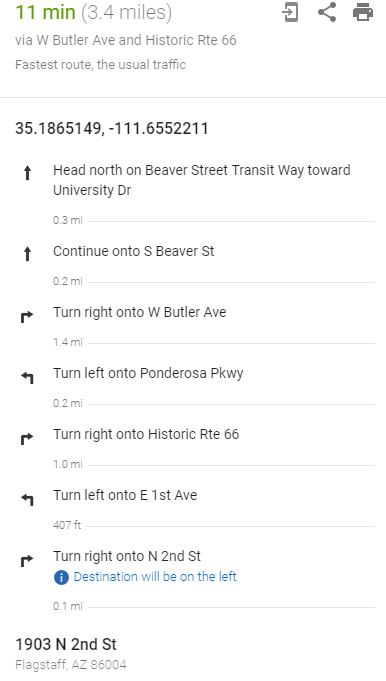 11 min (3.4 miles)
via W Butler Ave and Historic Rte 66
Fastest route, the usual traffic
35.1865149, -111.6552211
Head north on Beaver Street Transit Way toward
University Dr
0.3 mi
Continue onto S Beaver St
0.2 mi
Turn right onto W Butler Ave
1.4 mi
Turn left onto Ponderosa Pkwy
0.2 mi
Turn right onto Historic Rte 66
1.0 mi
Turn left onto E 1st Ave
407 ft
Turn right onto N 2nd St
Destination will be on the left
0.1 mi
1903 N 2nd St
Flagstaff, AZ 86004